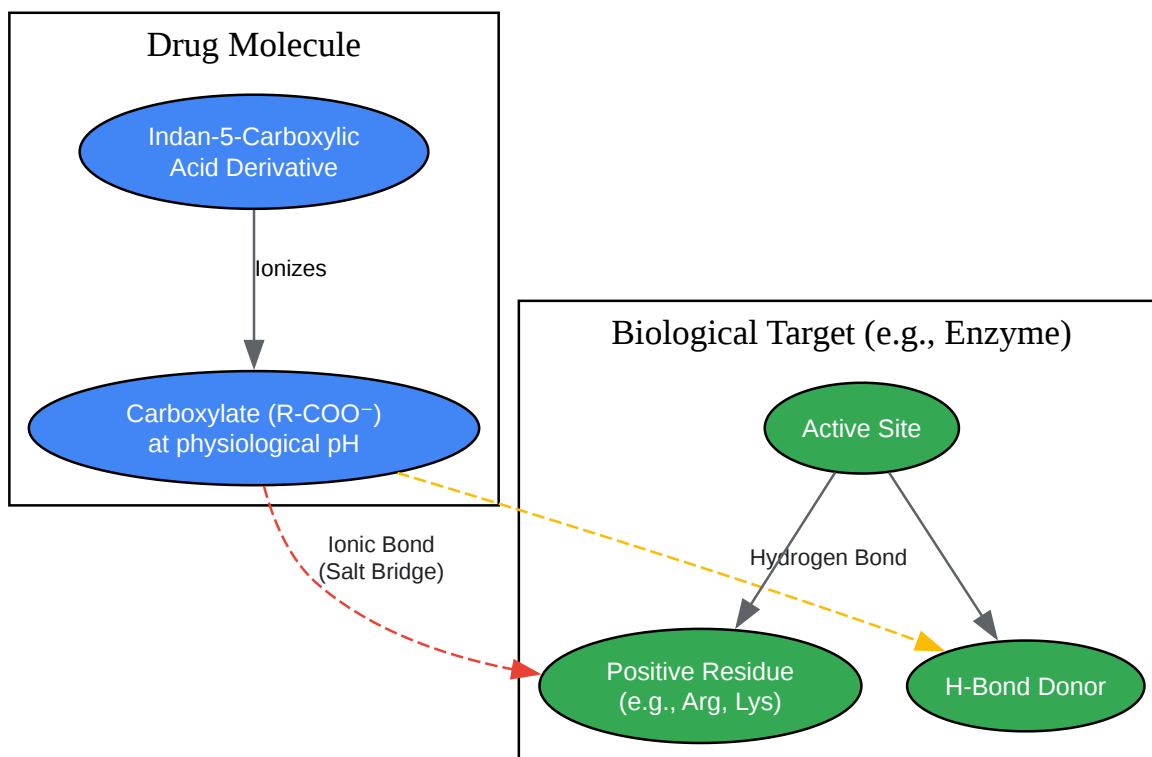 Drug Molecule
Indan-5-Carboxylic
Acid Derivative
Ionizes
Carboxylate (R-COO⁻)
at physiological pH
Biological Target (e.g., Enzyme)
Active Site
Ionic Bond
(Salt Bridge)
Hydrogen Bond
Positive Residue
(e.g., Arg, Lys)
H-Bond Donor